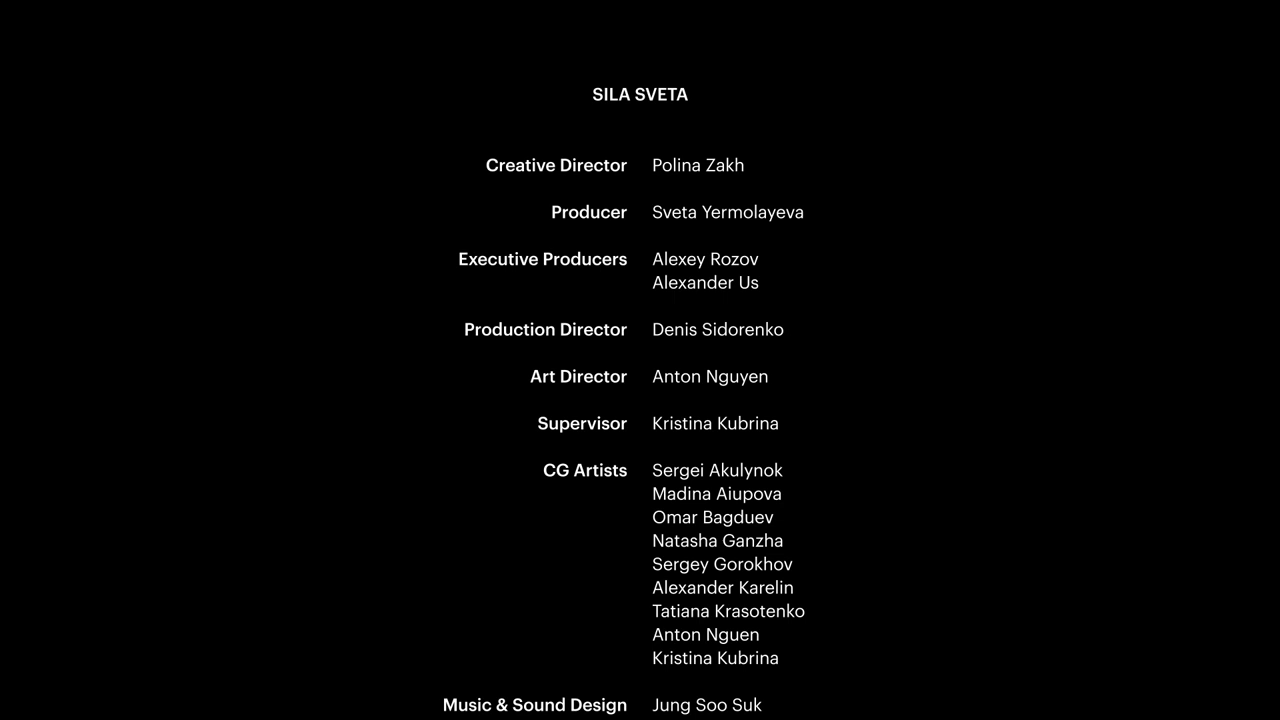 SILA SVETA
Creative Director Polina Zakh
Producer Sveta Yermolayeva
Executive Producers Alexey Rozov
Alexander Us
Production Director Denis Sidorenko
Art Director Anton Nguyen
Supervisor Kristina Kubrina
CG Artists Sergei Akulynok
Madina Aiupova
Omar Bagduev
Natasha Ganzha
Sergey Gorokhov
Alexander Karelin
Tatiana Krasotenko
Anton Nguen
Kristina Kubrina
Music & Sound Design Jung Soo Suk